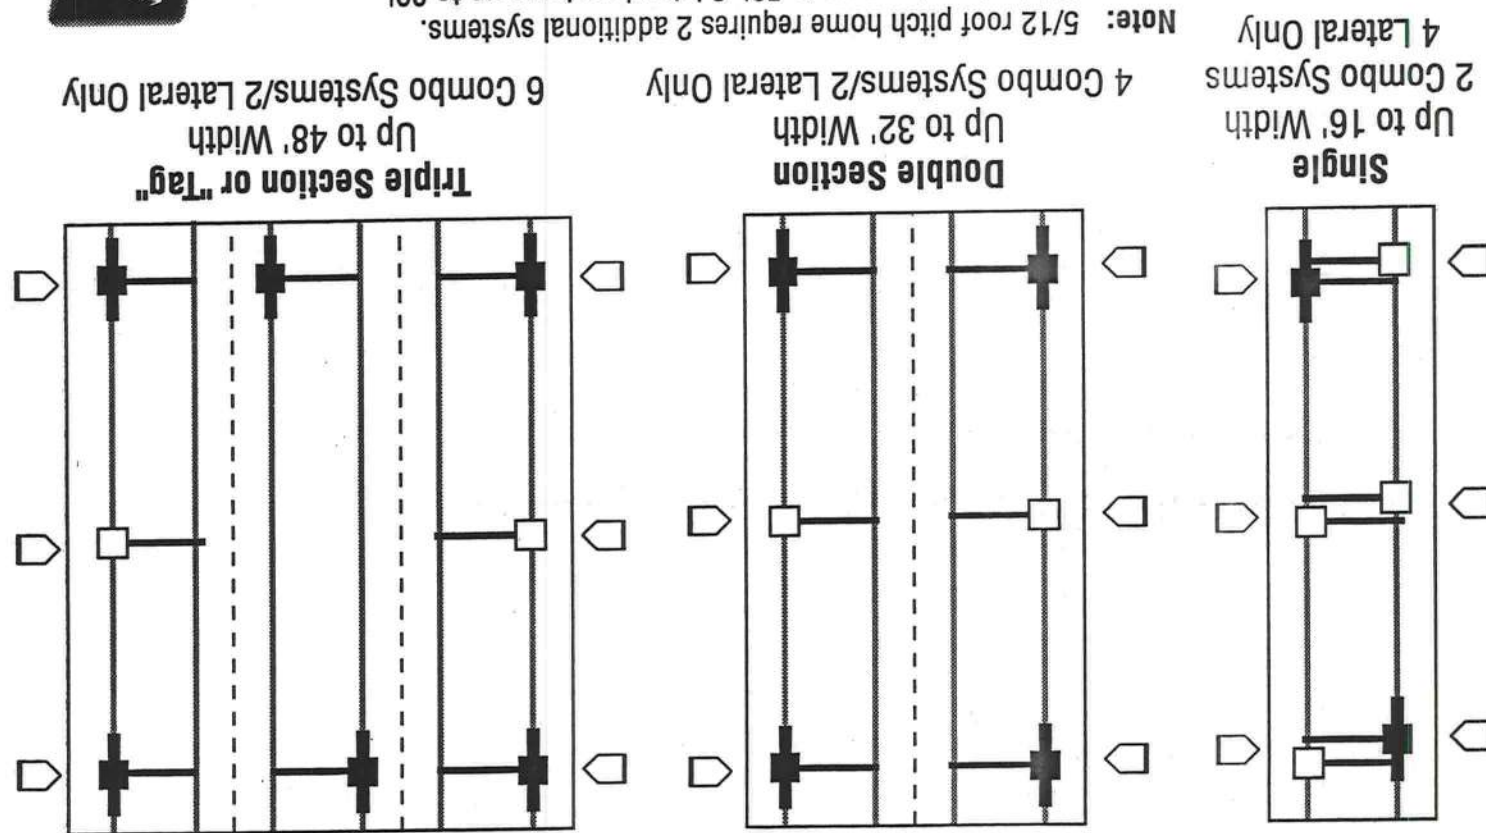 Single
Up to 16' Width
2 Combo Systems
4 Lateral Only
Double Section
Up to 32' Width
4 Combo Systems/2 Lateral Only
Triple Section or "Tag"
Up to 48' Width
6 Combo Systems/2 Lateral Only
Note: 5/12 roof pitch home requires 2 additional systems.